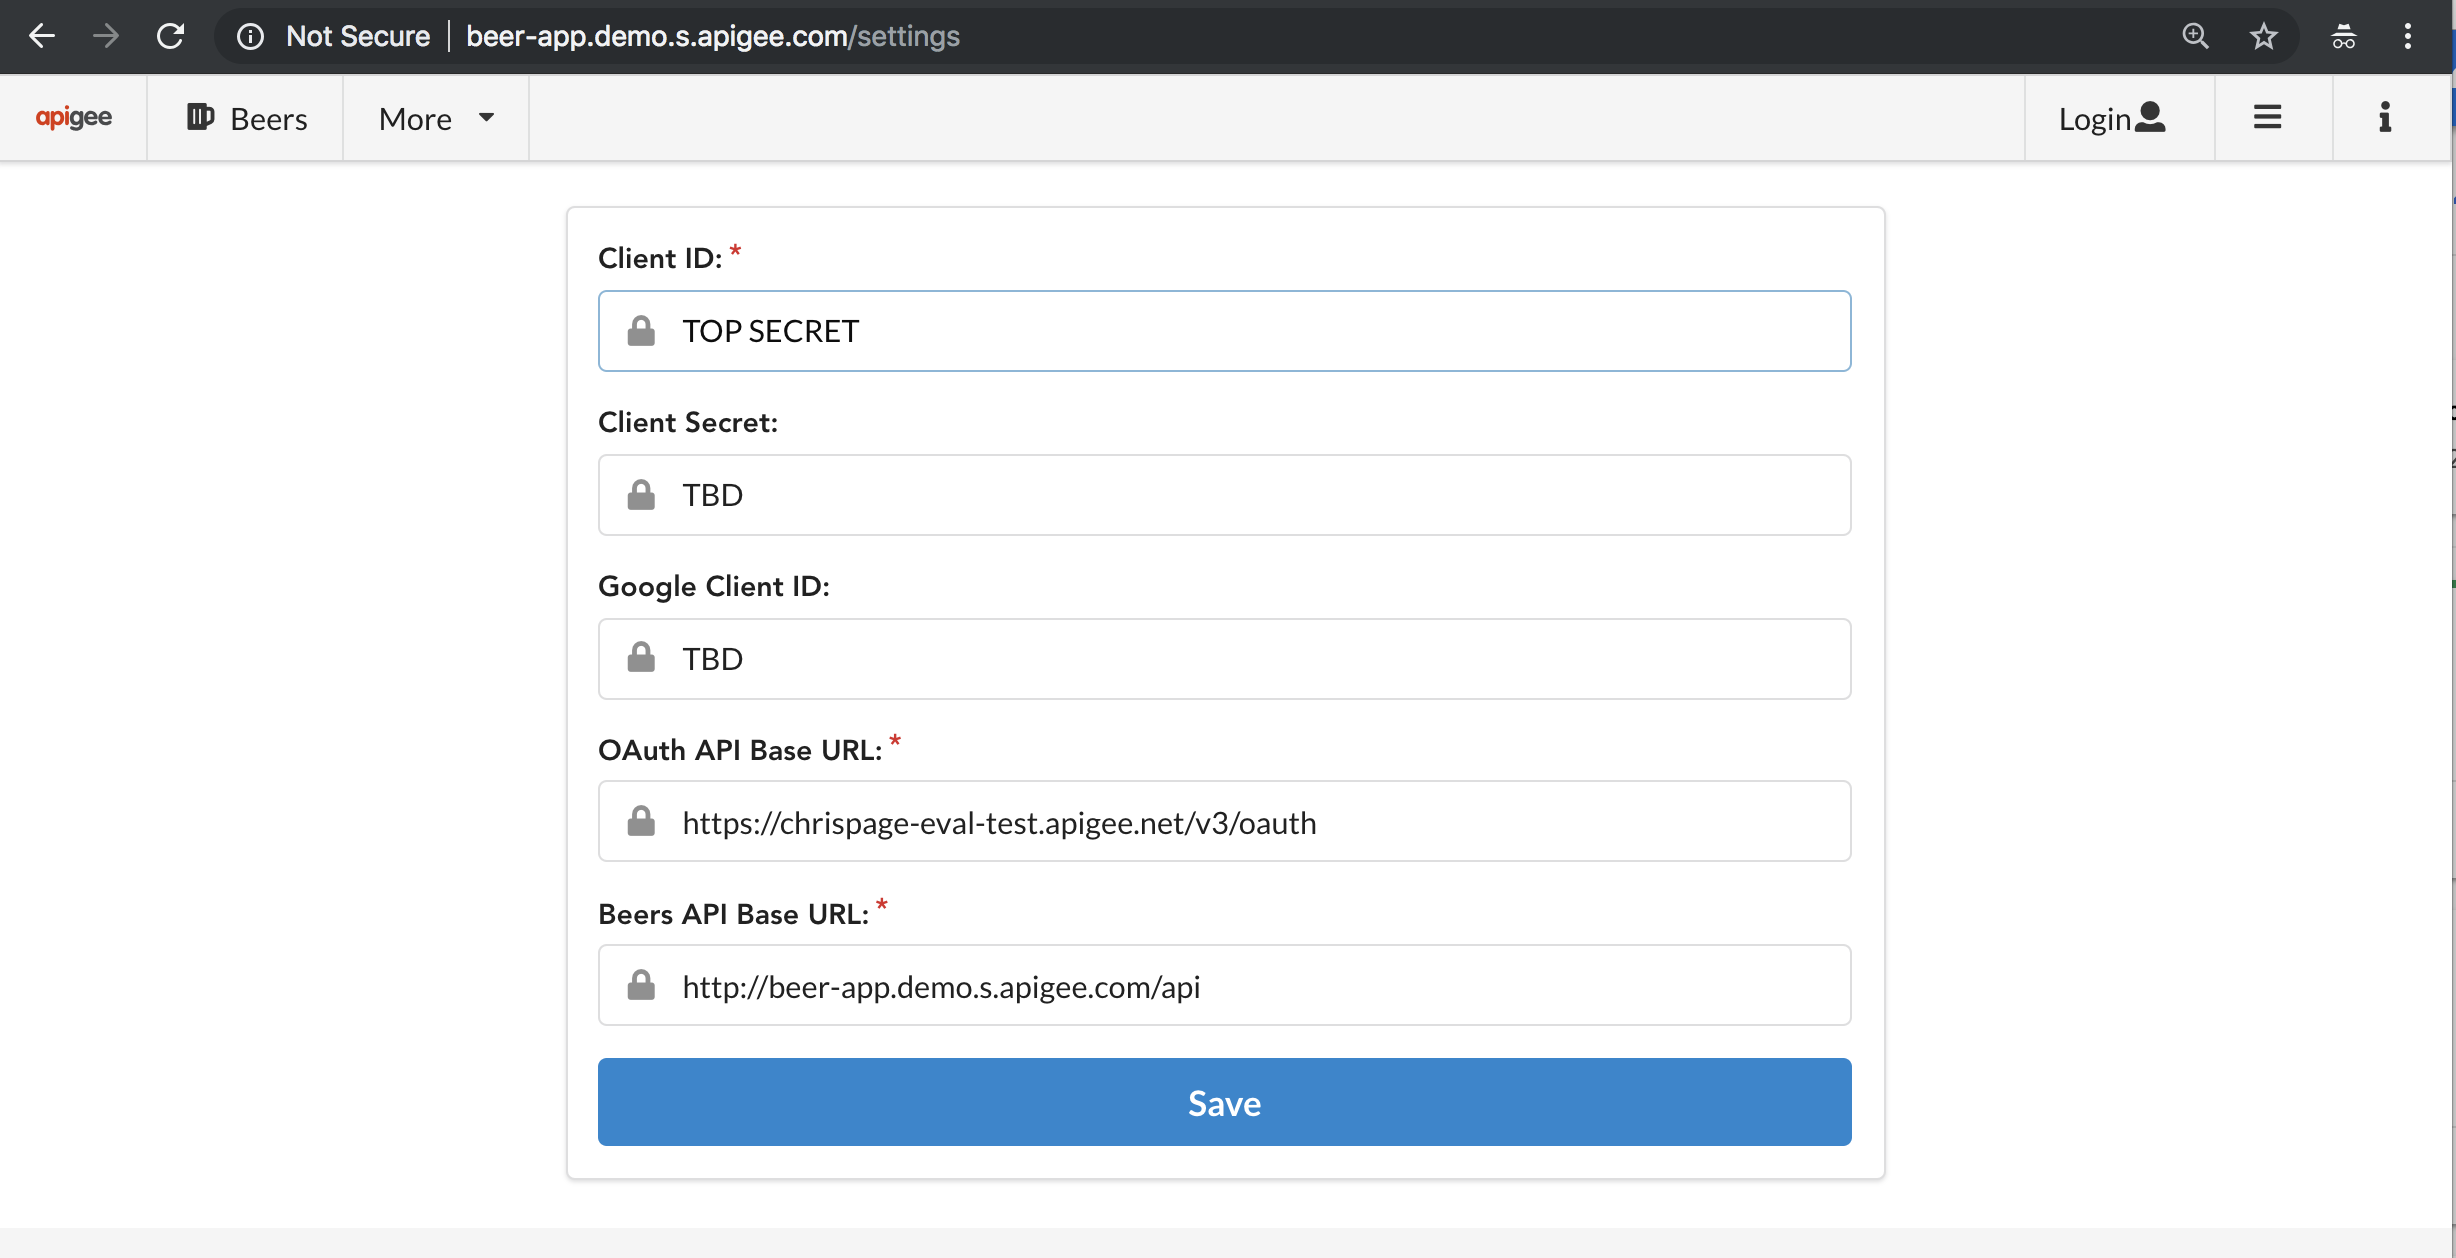 Not Secure beer-app.demo.s.apigee.com/settings
apigee Beers More Login
Client ID: *
TOP SECRET
Client Secret:
TBD
Google Client ID:
TBD
OAuth API Base URL: *
https://chrispage-eval-test.apigee.net/v3/oauth
Beers API Base URL: *
http://beer-app.demo.s.apigee.com/api
Save